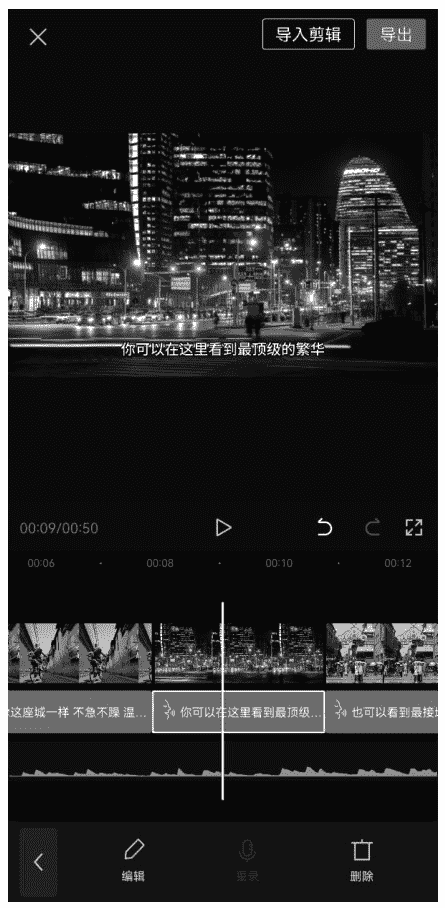 导入剪辑
导出
你可以在这里看到最顶级的繁华
00:09/00:50
00:06
00:08
00:10
00:12
这座城一样 不急不躁 温...
你可以在这里看到最顶级...
也可以看到最接
编辑
重录
删除